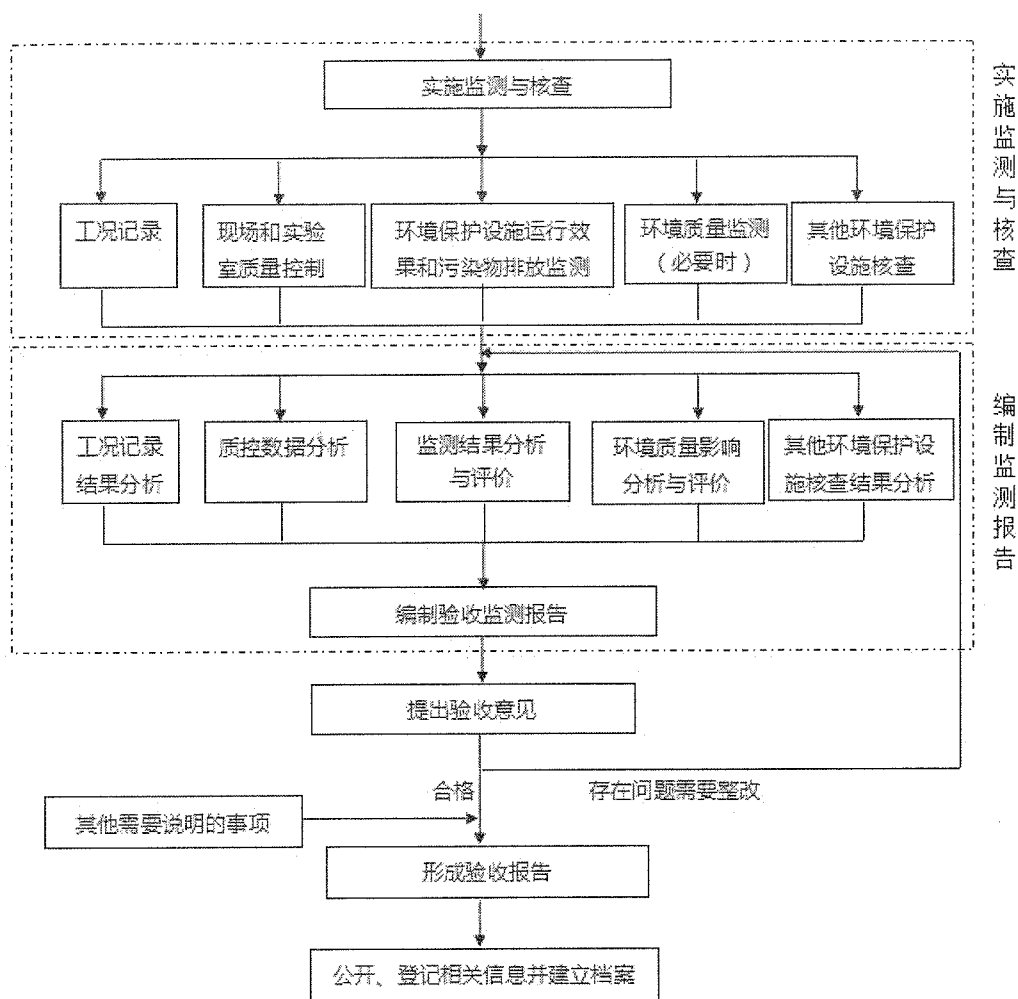 实施监测与核查
实施监测与核查
工况记录
现场和实验
室质量控制
环境保护设施运行效
果和污染物排放监测
环境质量监测
（必要时）
其他环境保护
设施核查
编制监测报告
工况记录
结果分析
质控数据分析
监测结果分析
与评价
环境质量影响
分析与评价
其他环境保护设
施核查结果分析
编制验收监测报告
提出验收意见
合格
存在问题需要整改
其他需要说明的事项
形成验收报告
公开、登记相关信息并建立档案